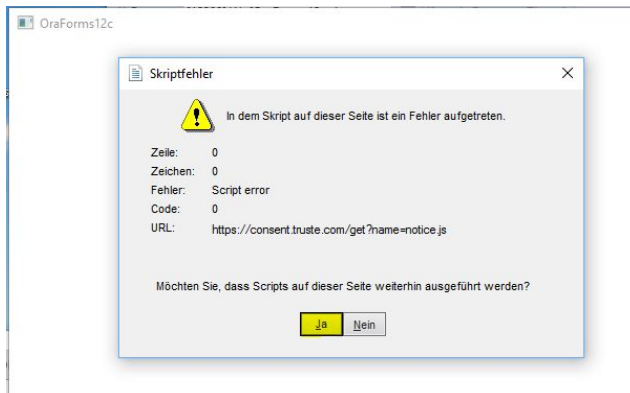 OraForms12c
Skriptfehler
In dem Skript auf dieser Seite ist ein Fehler aufgetreten.
Zeile: 0
Zeichen: 0
Fehler: Script error
Code: 0
URL: https://consent.truste.com/get?name=notice.js
Möchten Sie, dass Scripts auf dieser Seite weiterhin ausgeführt werden?
Ja Nein